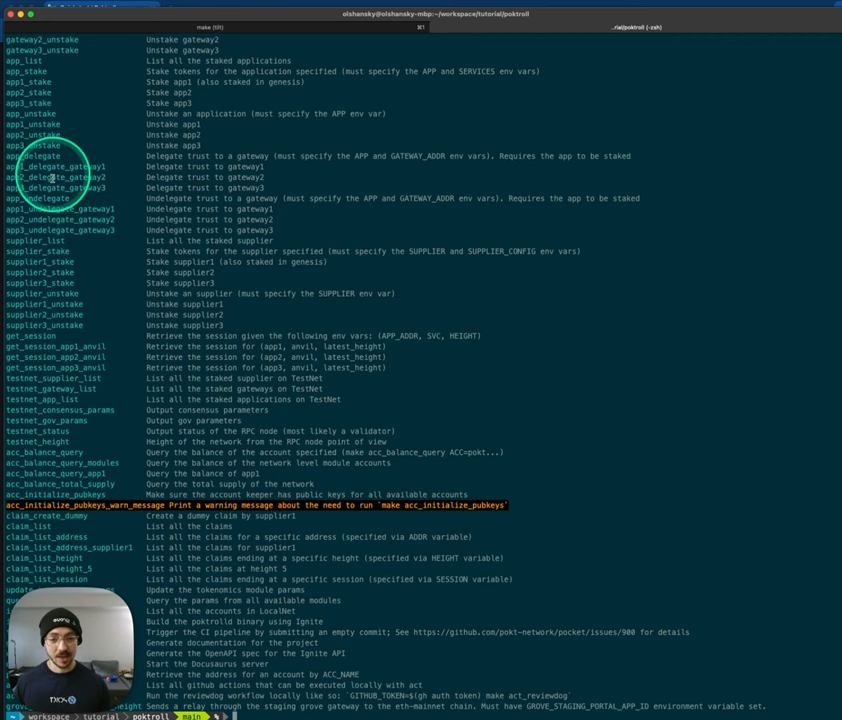 olshansky@olshansky-mbp:~/workspace/tutorial/poktroll
make (tilt) ⌘1 ..rial/poktroll (-zsh)
gateway2_unstake Unstake gateway2
gateway3_unstake Unstake gateway3
app_list List all the staked applications
app_stake Stake tokens for the application specified (must specify the APP and SERVICES env vars)
app1_stake Stake app1 (also staked in genesis)
app2_stake Stake app2
app3_stake Stake app3
app_unstake Unstake an application (must specify the APP env var)
app1_unstake Unstake app1
app2_unstake Unstake app2
app3_unstake Unstake app3
app_delegate Delegate trust to a gateway (must specify the APP and GATEWAY_ADDR env vars). Requires the app to be staked
app1_delegate_gateway1 Delegate trust to gateway1
app2_delegate_gateway2 Delegate trust to gateway2
app3_delegate_gateway3 Delegate trust to gateway3
app_undelegate Undelegate trust to a gateway (must specify the APP and GATEWAY_ADDR env vars). Requires the app to be staked
app1_undelegate_gateway1 Undelegate trust to gateway1
app2_undelegate_gateway2 Undelegate trust to gateway2
app3_undelegate_gateway3 Undelegate trust to gateway3
supplier_list List all the staked supplier
supplier_stake Stake tokens for the supplier specified (must specify the SUPPLIER and SUPPLIER_CONFIG env vars)
supplier1_stake Stake supplier1 (also staked in genesis)
supplier2_stake Stake supplier2
supplier3_stake Stake supplier3
supplier_unstake Unstake an supplier (must specify the SUPPLIER env var)
supplier1_unstake Unstake supplier1
supplier2_unstake Unstake supplier2
supplier3_unstake Unstake supplier3
get_session Retrieve the session given the following env vars: (APP_ADDR, SVC, HEIGHT)
get_session_app1_anvil Retrieve the session for (app1, anvil, latest_height)
get_session_app2_anvil Retrieve the session for (app2, anvil, latest_height)
get_session_app3_anvil Retrieve the session for (app3, anvil, latest_height)
testnet_supplier_list List all the staked supplier on TestNet
testnet_gateway_list List all the staked gateways on TestNet
testnet_app_list List all the staked applications on TestNet
testnet_consensus_params Output consensus parameters
testnet_gov_params Output gov parameters
testnet_status Output status of the RPC node (most likely a validator)
testnet_height Height of the network from the RPC node point of view
acc_balance_query Query the balance of the account specified (make acc_balance_query ACC=pokt...)
acc_balance_query_modules Query the balance of the network level module accounts
acc_balance_query_app1 Query the balance of app1
acc_balance_total_supply Query the total supply of the network
acc_initialize_pubkeys Make sure the account keeper has public keys for all available accounts
acc_initialize_pubkeys_warn_message Print a warning message about the need to run `make acc_initialize_pubkeys`
claim_create_dummy Create a dummy claim by supplier1
claim_list List all the claims
claim_list_address List all the claims for a specific address (specified via ADDR variable)
claim_list_address_supplier1 List all the claims for supplier1
claim_list_height List all the claims ending at a specific height (specified via HEIGHT variable)
claim_list_height_5 List all the claims at height 5
claim_list_session List all the claims ending at a specific session (specified via SESSION variable)
Update the tokenomics module params
Query the params from all available modules
List all the accounts in LocalNet
Build the poktrolld binary using Ignite
Trigger the CI pipeline by submitting an empty commit; See https://github.com/pokt-network/pocket/issues/900 for details
Generate documentation for the project
Generate the OpenAPI spec for the Ignite API
Start the Docusaurus server
Retrieve the address for an account by ACC_NAME
List all github actions that can be executed locally with act
Run the reviewdog workflow locally like so: `GITHUB_TOKEN=$(gh auth token) make act_reviewdog`
Sends a relay through the staging grove gateway to the eth-mainnet chain. Must have GROVE_STAGING_PORTAL_APP_ID environment variable set.
~ workspace tutorial poktroll main %